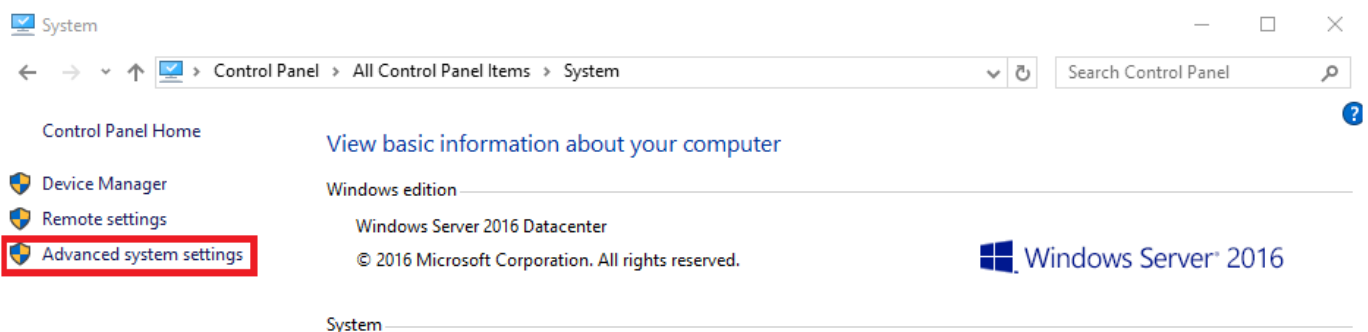 System
Control Panel > All Control Panel Items > System
Search Control Panel
Control Panel Home
Device Manager
Remote settings
Advanced system settings
View basic information about your computer
Windows edition
Windows Server 2016 Datacenter
© 2016 Microsoft Corporation. All rights reserved.
Windows Server® 2016
System